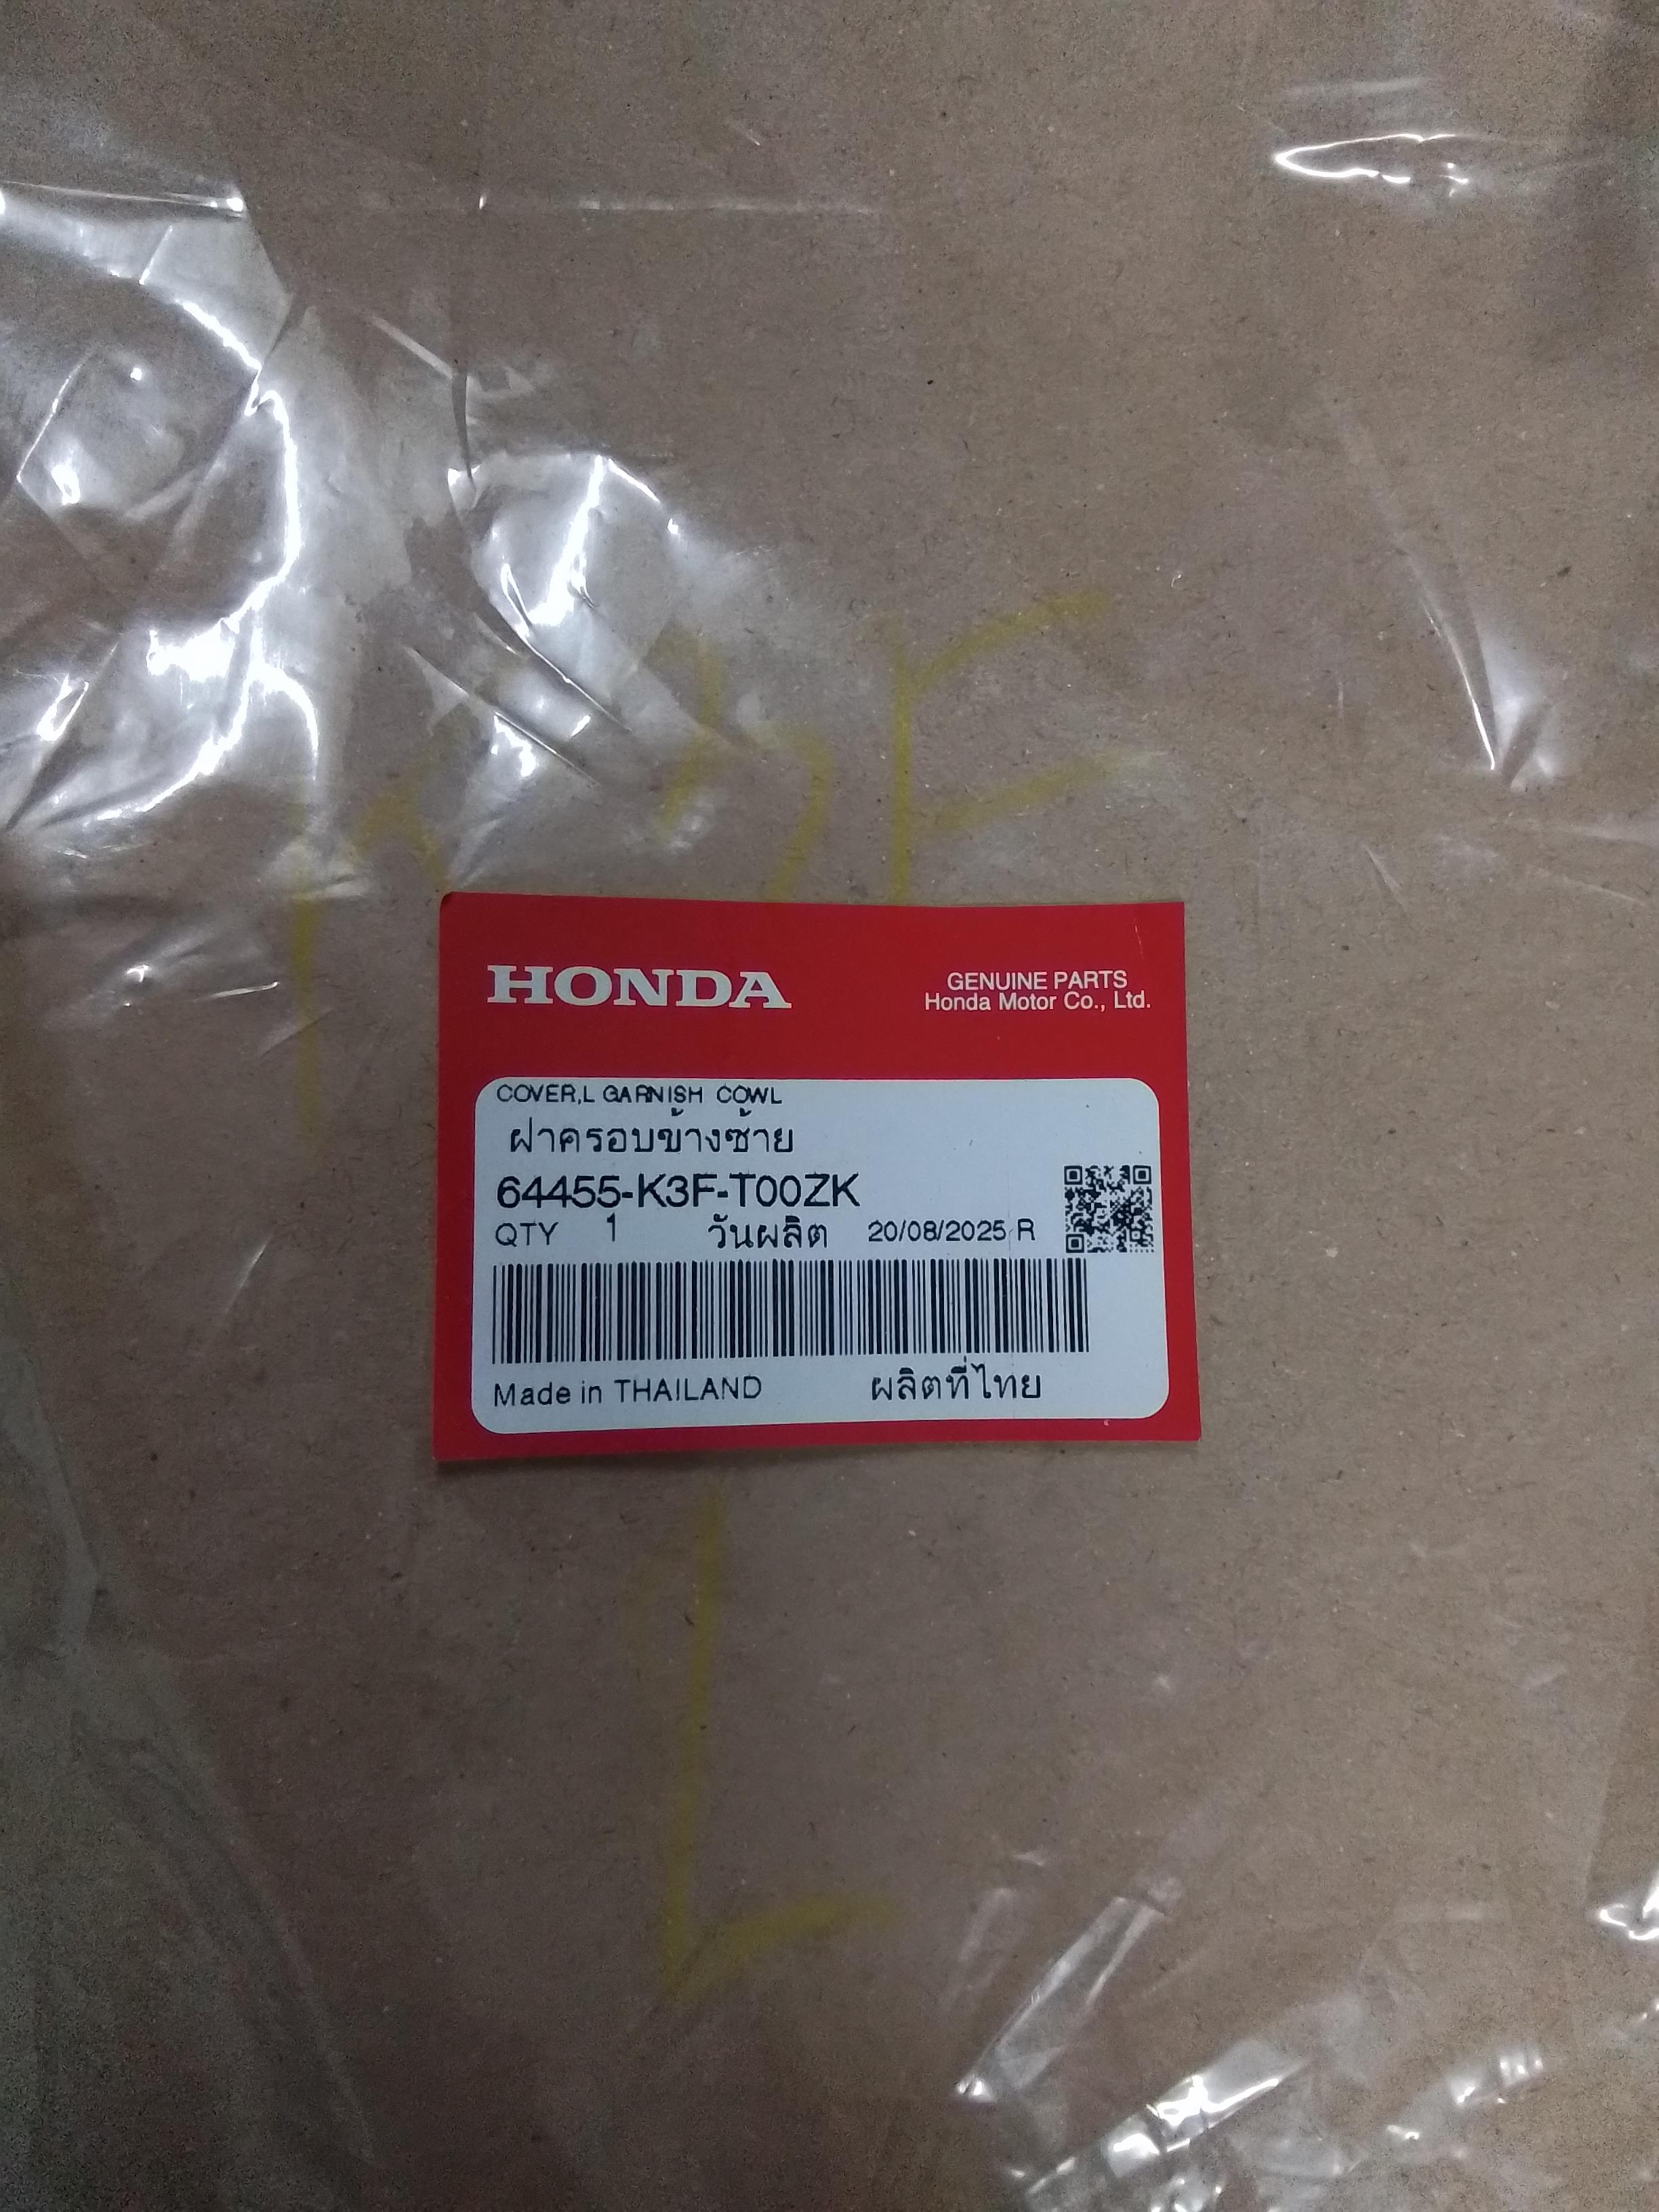 K3F
HONDA
GENUINE PARTS
Honda Motor Co., Ltd.
COVER,L GARNISH COWL
ฝาครอบข้างซ้าย
64455-K3F-T00ZK
QTY 1 วันผลิต 20/08/2025 R
Made in THAILAND ผลิตที่ไทย
L